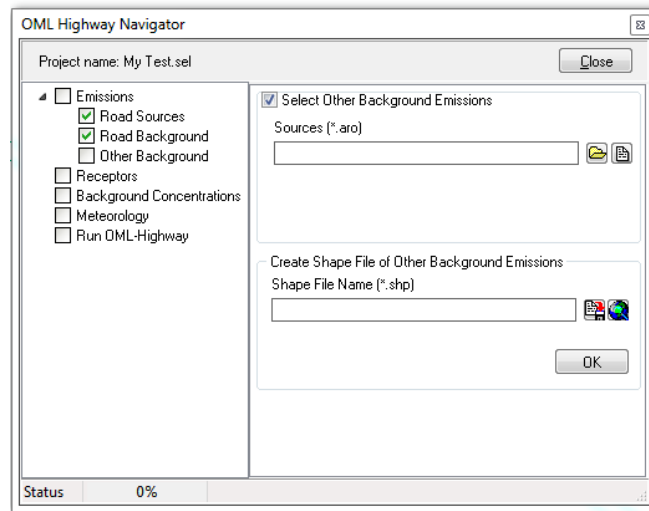 OML Highway Navigator
Project name: My Test.sel
Close
Emissions
Road Sources
Road Background
Other Background
Receptors
Background Concentrations
Meteorology
Run OML-Highway
Select Other Background Emissions
Sources (*.aro)
Create Shape File of Other Background Emissions
Shape File Name (*.shp)
OK
Status 0%